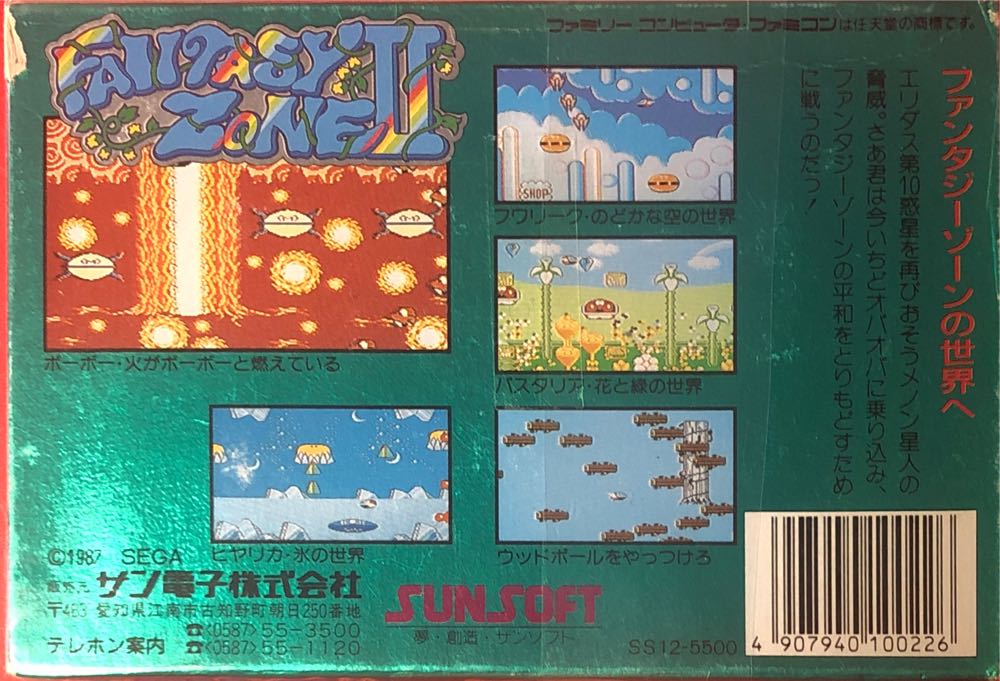 ファミリー コンピュータ・ファミコンは任天堂の商標です。
FANTASY
ZONE II
ファンタジーゾーンの世界へ
エリダス第10惑星を再びおそうメノン星人の
脅威。さあ君は今いちどオパオパに乗り込み、
ファンタジーゾーンの平和をとりもどすため
に戦うのだっ!
SHOP
フワリーク・のどかな空の世界
ボーボー・火がボーボーと燃えている
パスタリア・花と緑の世界
ヒヤリカ・氷の世界
ウッドボールをやっつけろ
©1987 SEGA
販売元 サン電子株式会社
〒483 愛知県江南市古知野町朝日250番地
☎(0587)55-3500
テレホン案内 ☎(0587)55-1120
SUNSOFT
夢・創造・サンソフト
SS12-5500
4 907940 100226